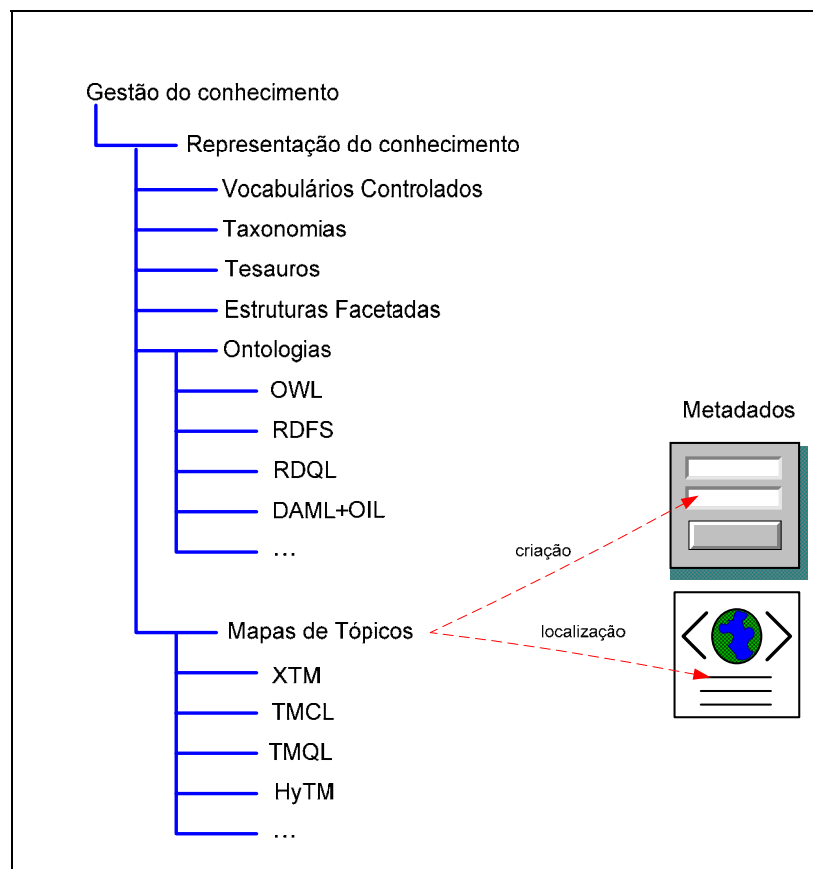 Gestão do conhecimento
Representação do conhecimento
Vocabulários Controlados
Taxonomias
Tesauros
Estruturas Facetadas
Ontologias
OWL
RDFS
RDQL
DAML+OIL
...
Mapas de Tópicos
XTM
TMCL
TMQL
HyTM
...
Metadados
criação
localização